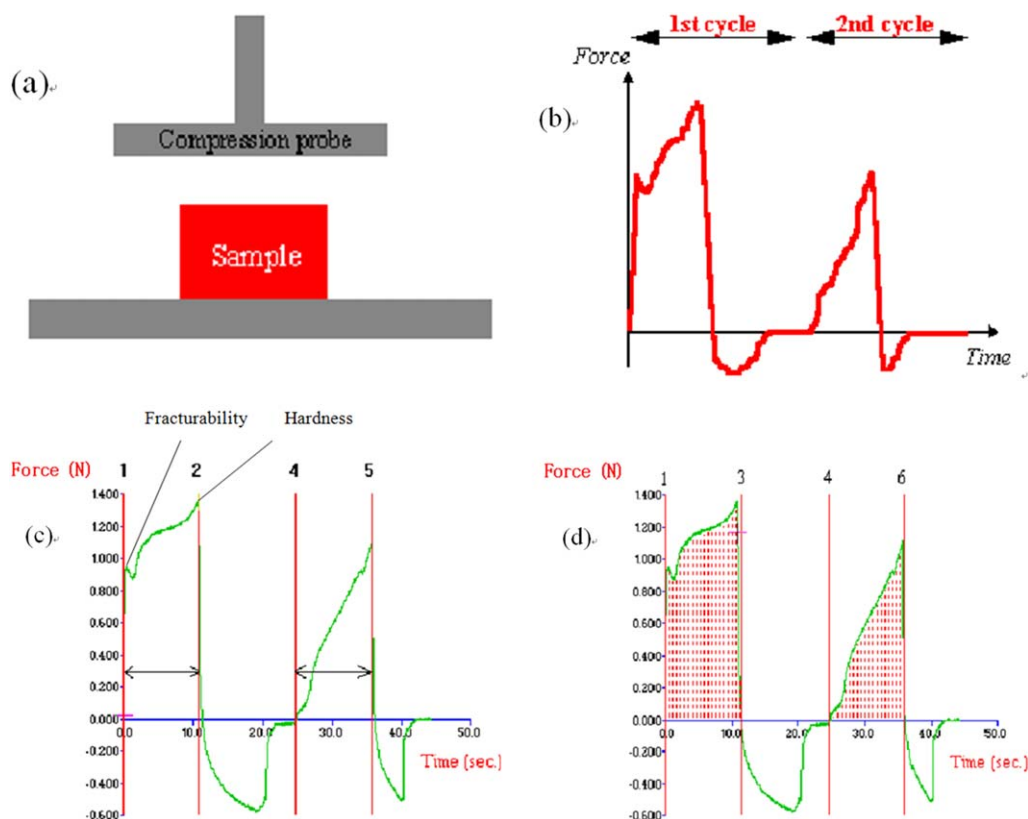 (a)
Compression probe
Sample
1st cycle 2nd cycle
Force
(b)
Time
Fracturability Hardness
Force (N) 1 2 4 5
1.400
1.200
1.000
0.800
0.600
0.400
0.200
0.000
-0.200
-0.400
-0.600
0.0 10.0 20.0 30.0 40.0 50.0
Time (sec.)
(c)
Force (N) 1 3 4 6
1.400
1.200
1.000
0.800
0.600
0.400
0.200
0.000
-0.200
-0.400
-0.600
0.0 10.0 20.0 30.0 40.0 50.0
Time (sec.)
(d)